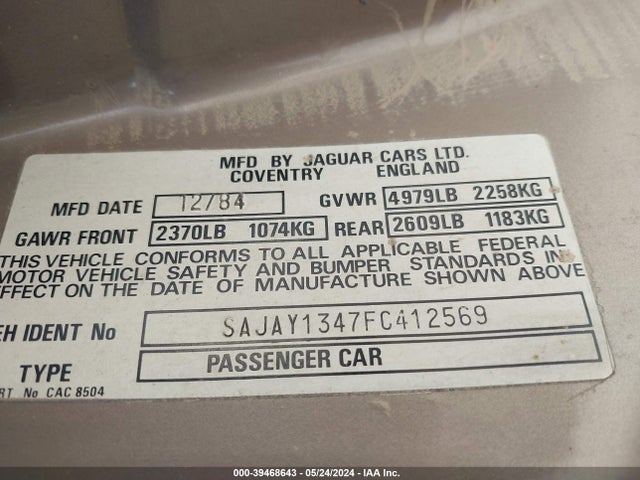 MFD BY JAGUAR CARS LTD.
COVENTRY ENGLAND
MFD DATE 12/84 GVWR 4979LB 2258KG
GAWR FRONT 2370LB 1074KG REAR 2609LB 1183KG
THIS VEHICLE CONFORMS TO ALL APPLICABLE FEDERAL
MOTOR VEHICLE SAFETY AND BUMPER STANDARDS IN
EFFECT ON THE DATE OF MANUFACTURE SHOWN ABOVE
EH IDENT No SAJAY1347FC412569
TYPE PASSENGER CAR
RT No CAC 8504
000-39468643 - 05/24/2024 - IAA Inc.